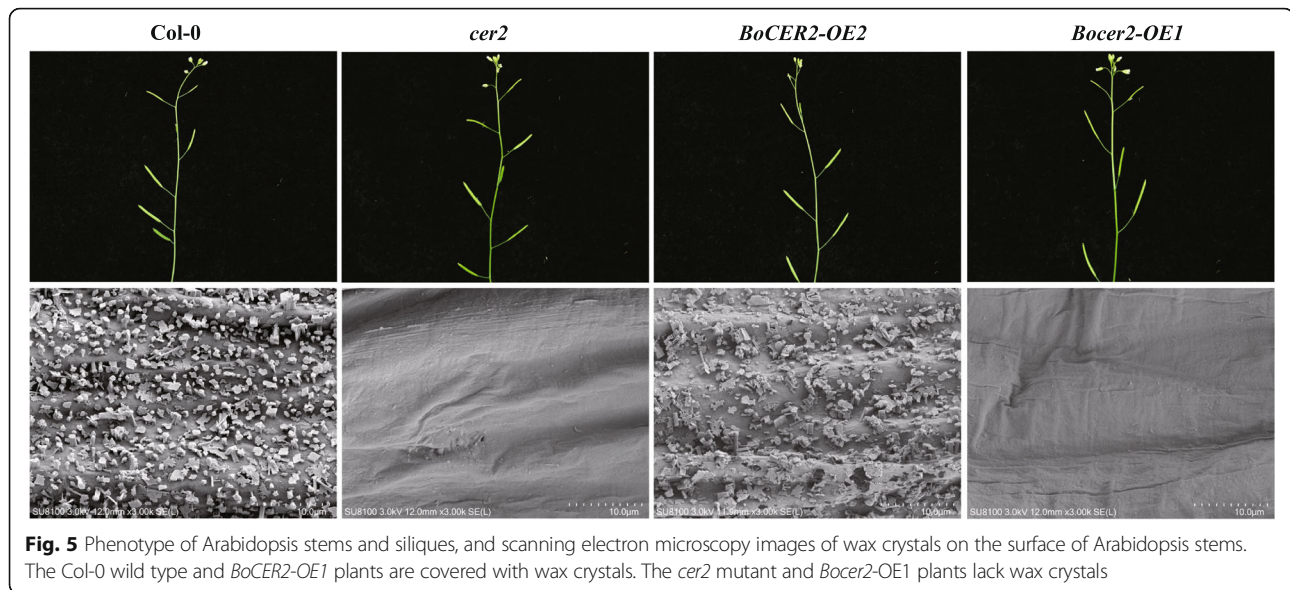 Col-0 cer2 BoCER2-OE2 Bocer2-OE1
SU8100 3.0kV 12.0mm x3.00k SE(L) 10.0μm
SU8100 3.0kV 12.0mm x3.00k SE(L) 10.0μm
SU8100 3.0kV 11.9mm x3.00k SE(L) 10.0μm
SU8100 3.0kV 12.0mm x3.00k SE(L) 10.0μm
Fig. 5 Phenotype of Arabidopsis stems and siliques, and scanning electron microscopy images of wax crystals on the surface of Arabidopsis stems.
The Col-0 wild type and BoCER2-OE1 plants are covered with wax crystals. The cer2 mutant and Bocer2-OE1 plants lack wax crystals